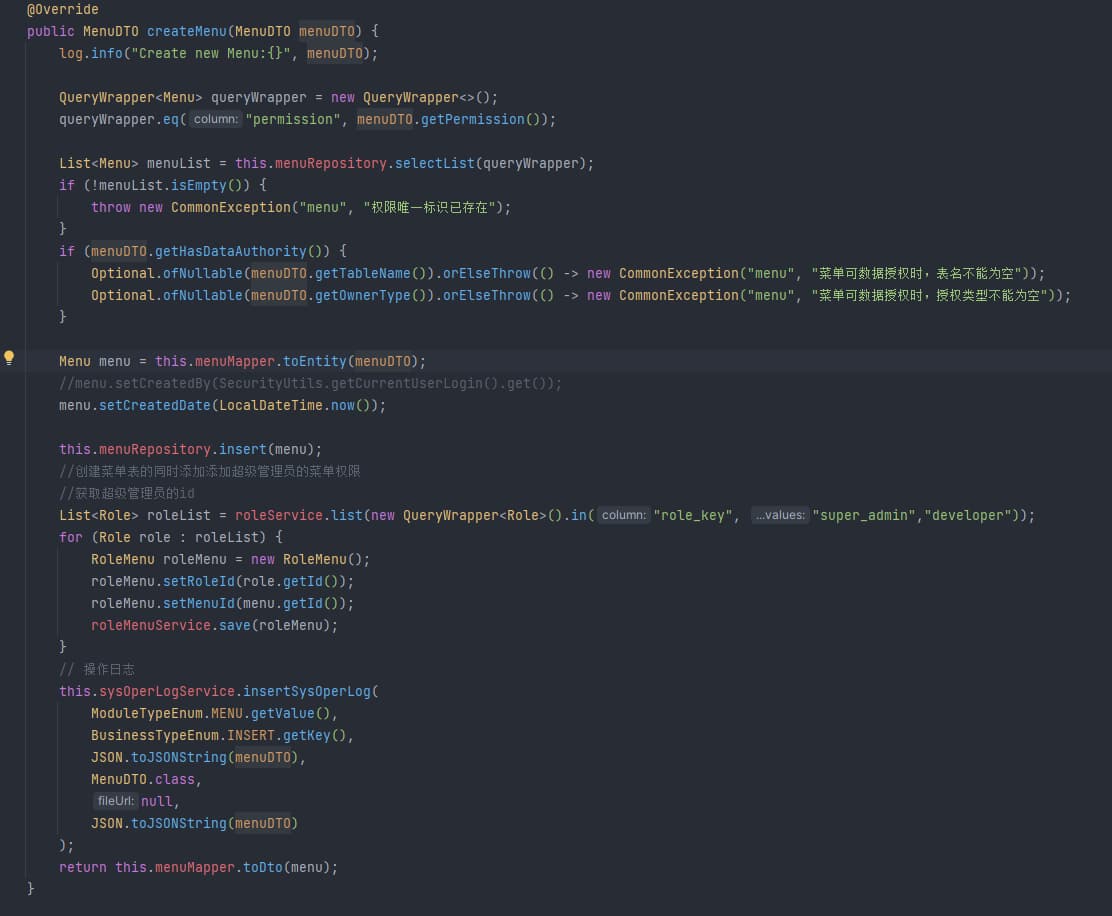 @Override
public MenuDTO createMenu(MenuDTO menuDTO) {
log.info("Create new Menu:{}", menuDTO);
QueryWrapper<Menu> queryWrapper = new QueryWrapper<>();
queryWrapper.eq( column: "permission", menuDTO.getPermission());
List<Menu> menuList = this.menuRepository.selectList(queryWrapper);
if (!menuList.isEmpty()) {
throw new CommonException("menu", "权限唯一标识已存在");
}
if (menuDTO.getHasDataAuthority()) {
Optional.ofNullable(menuDTO.getTableName()).orElseThrow(() -> new CommonException("menu", "菜单可数据授权时，表名不能为空"));
Optional.ofNullable(menuDTO.getOwnerType()).orElseThrow(() -> new CommonException("menu", "菜单可数据授权时，授权类型不能为空"));
}
Menu menu = this.menuMapper.toEntity(menuDTO);
//menu.setCreatedBy(SecurityUtils.getCurrentUserLogin().get());
menu.setCreatedDate(LocalDateTime.now());
this.menuRepository.insert(menu);
//创建菜单表的同时添加添加超级管理员的菜单权限
//获取超级管理员的id
List<Role> roleList = roleService.list(new QueryWrapper<Role>().in( column: "role_key", ...values: "super_admin","developer"));
for (Role role : roleList) {
RoleMenu roleMenu = new RoleMenu();
roleMenu.setRoleId(role.getId());
roleMenu.setMenuId(menu.getId());
roleMenuService.save(roleMenu);
}
// 操作日志
this.sysOperLogService.insertSysOperLog(
ModuleTypeEnum.MENU.getValue(),
BusinessTypeEnum.INSERT.getKey(),
JSON.toJSONString(menuDTO),
MenuDTO.class,
fileUrl: null,
JSON.toJSONString(menuDTO)
);
return this.menuMapper.toDto(menu);
}